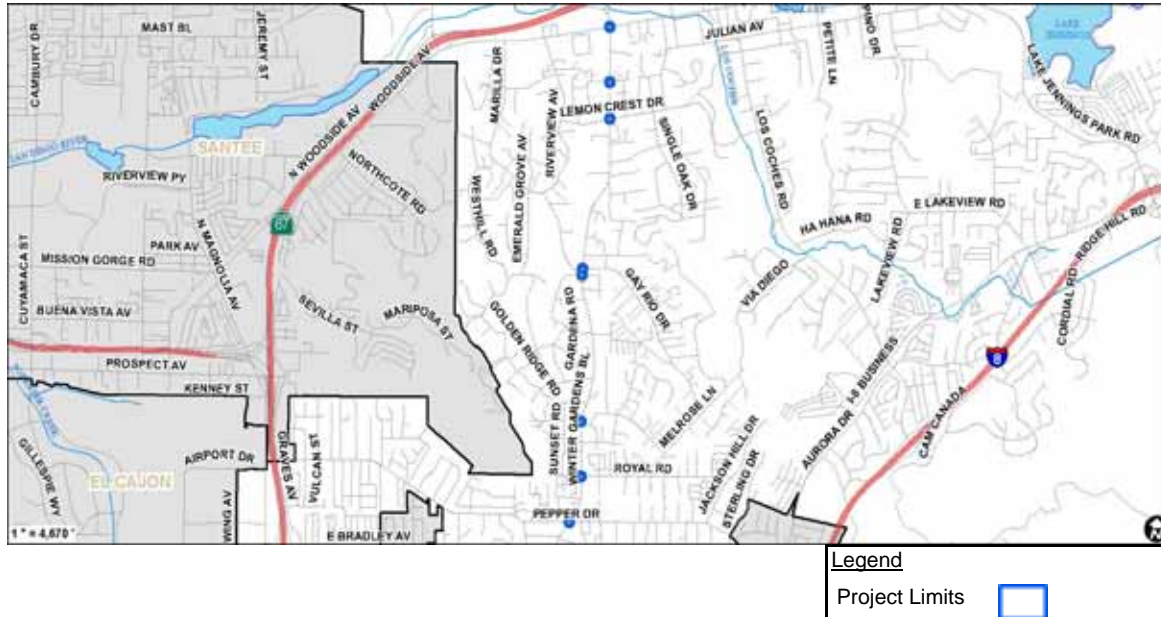 MAST BL
CAMBURY DR
JEREMY ST
WOODSIDE AV
N WOODSIDE AV
SANTEE
RIVERVIEW PY
NORTHCOTE RD
67
PARK AV
N MAGNOLIA AV
MISSION GORGE RD
CUYAMACA ST
BUENA VISTA AV
SEVILLA ST
MARIPOSA ST
PROSPECT AV
KENNEY ST
GILLESPIE WY
AIRPORT DR
EL CAJON
WING AV
GRAVES AV
VULCAN ST
E BRADLEY AV
1 " = 4,670 '
MARILLA DR
RIVERVIEW AV
LEMON CREST DR
EMERALD GROVE AV
WESTHILL RD
SINGLE OAK DR
JULIAN AV
PETITE LN
PINO DR
LAKE JENNINGS PARK RD
LOS COCHES RD
HA HANA RD
E LAKEVIEW RD
LAKEVIEW RD
RIDGE HILL RD
CORDIAL RD
VIA DIEGO
GAY RIO DR
GOLDEN RIDGE RD
GARDENA RD
WINTER GARDENS BL
SUNSET RD
MELROSE LN
ROYAL RD
JACKSON HILL DR
STERLING DR
AURORA DR
I-8 BUSINESS
CAM CANADA
8
PEPPER DR
N
Legend
Project Limits